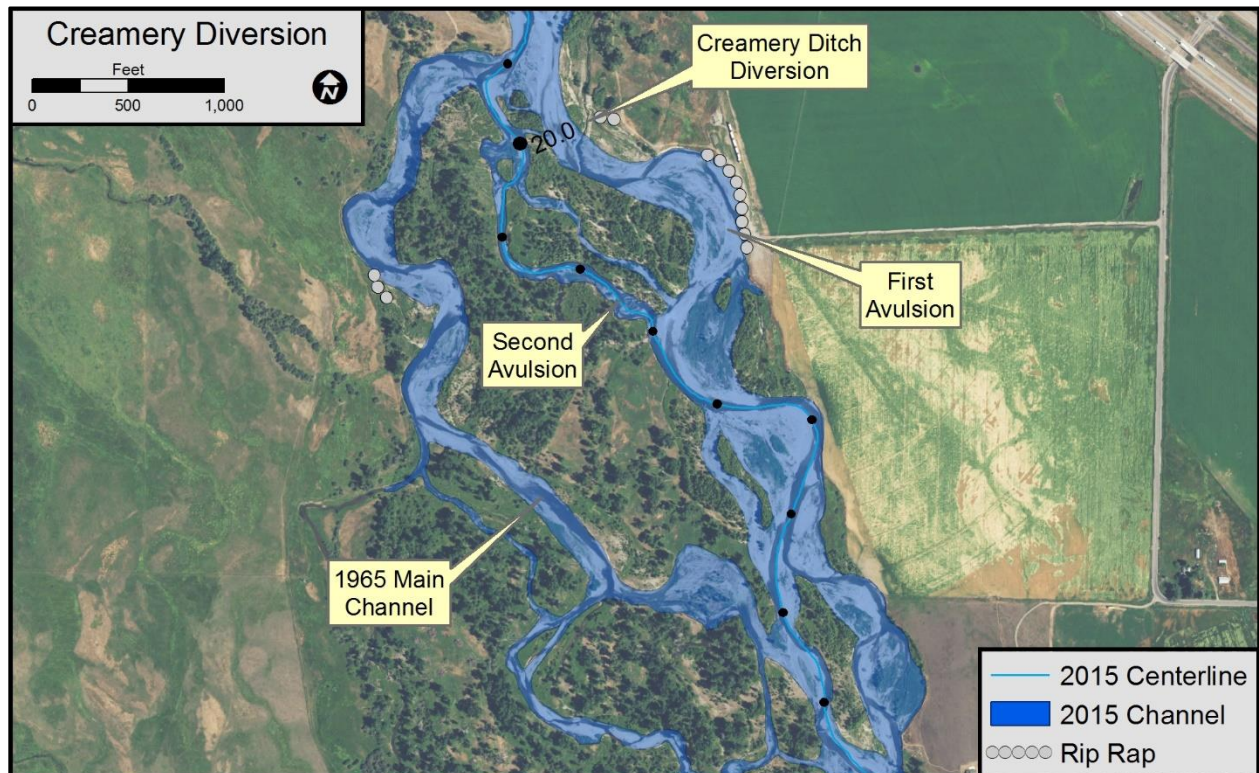 Creamery Diversion
Feet
0 500 1,000
N
Creamery Ditch
Diversion
20.0
First
Avulsion
Second
Avulsion
1965 Main
Channel
2015 Centerline
2015 Channel
Rip Rap